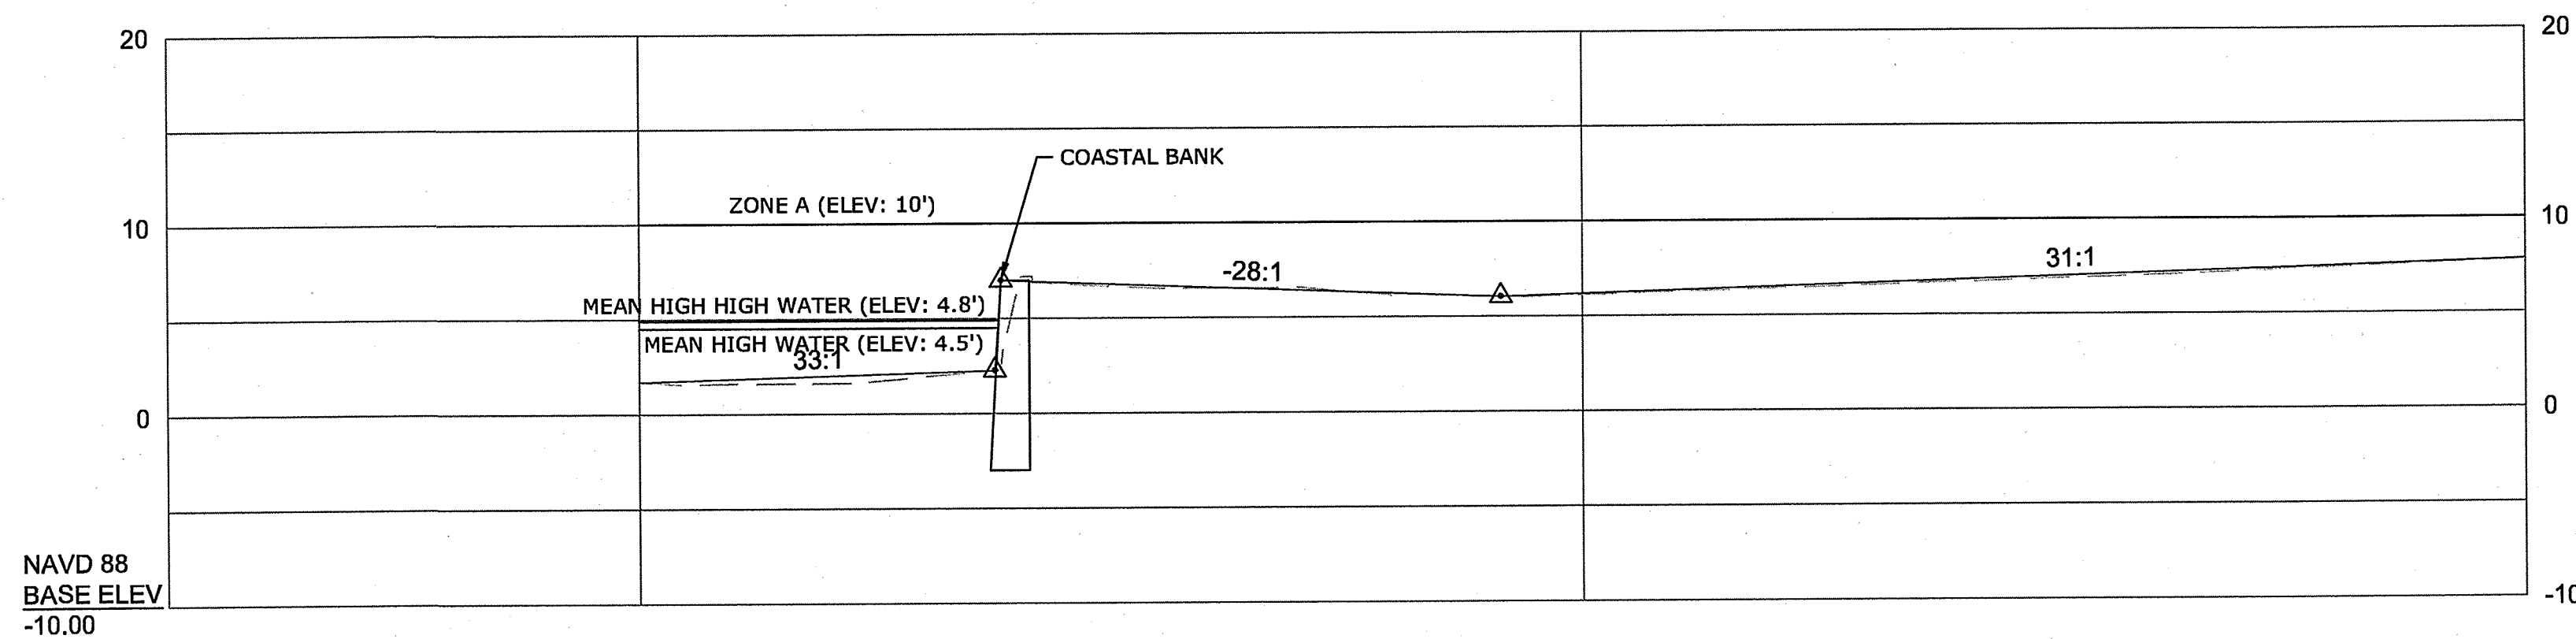 20
20
COASTAL BANK
ZONE A (ELEV: 10')
10
10
31:1
-28:1
MEAN HIGH HIGH WATER (ELEV: 4.8')
MEAN HIGH WATER (ELEV: 4.5')
33:1
0
0
NAVD 88
BASE ELEV
-10.00
-10